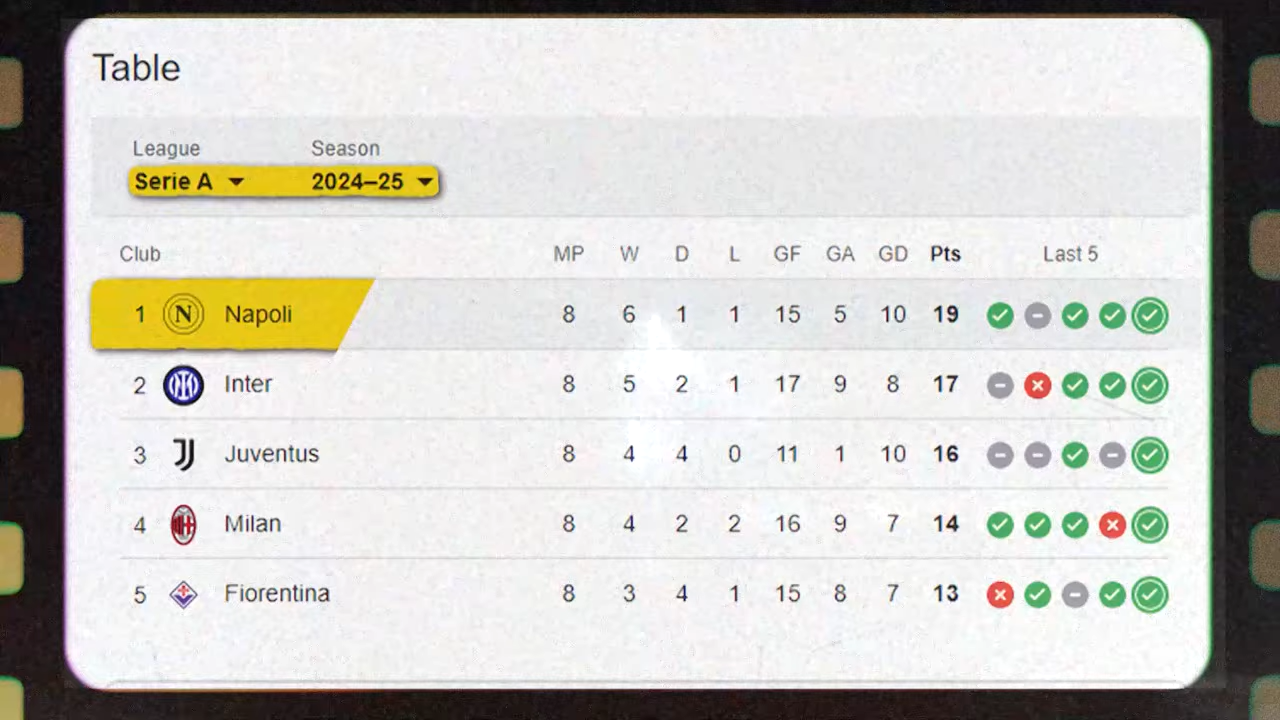 Table
League Season
Serie A 2024–25
Club MP W D L GF GA GD Pts Last 5
1 N Napoli 8 6 1 1 15 5 10 19
2 Inter 8 5 2 1 17 9 8 17
3 Juventus 8 4 4 0 11 1 10 16
4 Milan 8 4 2 2 16 9 7 14
5 Fiorentina 8 3 4 1 15 8 7 13